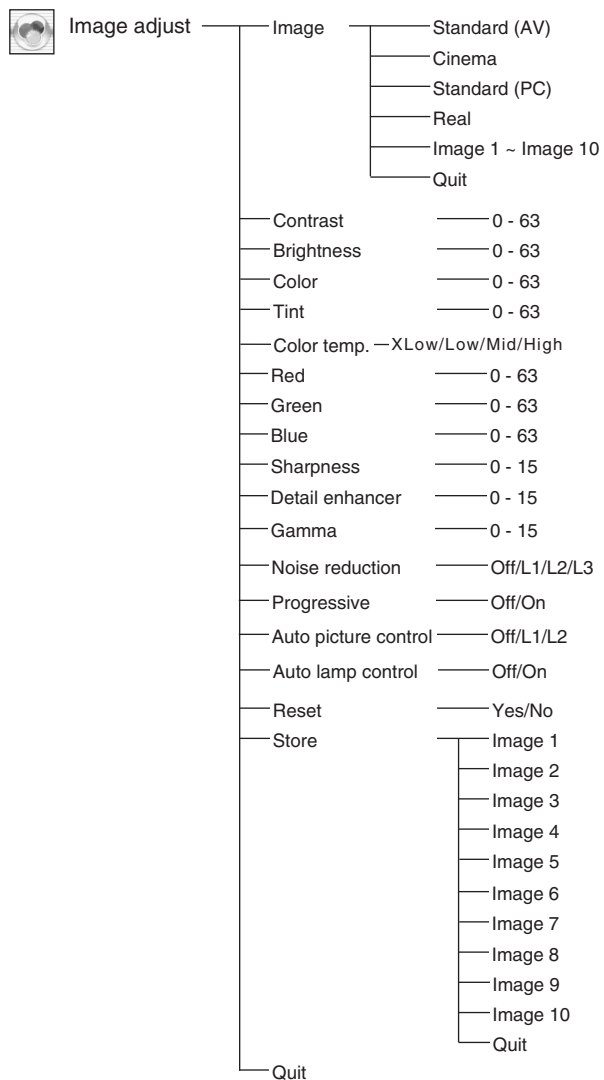 Image adjust Image Standard (AV)
Cinema
Standard (PC)
Real
Image 1 ~ Image 10
Quit
Contrast 0 - 63
Brightness 0 - 63
Color 0 - 63
Tint 0 - 63
Color temp. XLow/Low/Mid/High
Red 0 - 63
Green 0 - 63
Blue 0 - 63
Sharpness 0 - 15
Detail enhancer 0 - 15
Gamma 0 - 15
Noise reduction Off/L1/L2/L3
Progressive Off/On
Auto picture control Off/L1/L2
Auto lamp control Off/On
Reset Yes/No
Store Image 1
Image 2
Image 3
Image 4
Image 5
Image 6
Image 7
Image 8
Image 9
Image 10
Quit
Quit